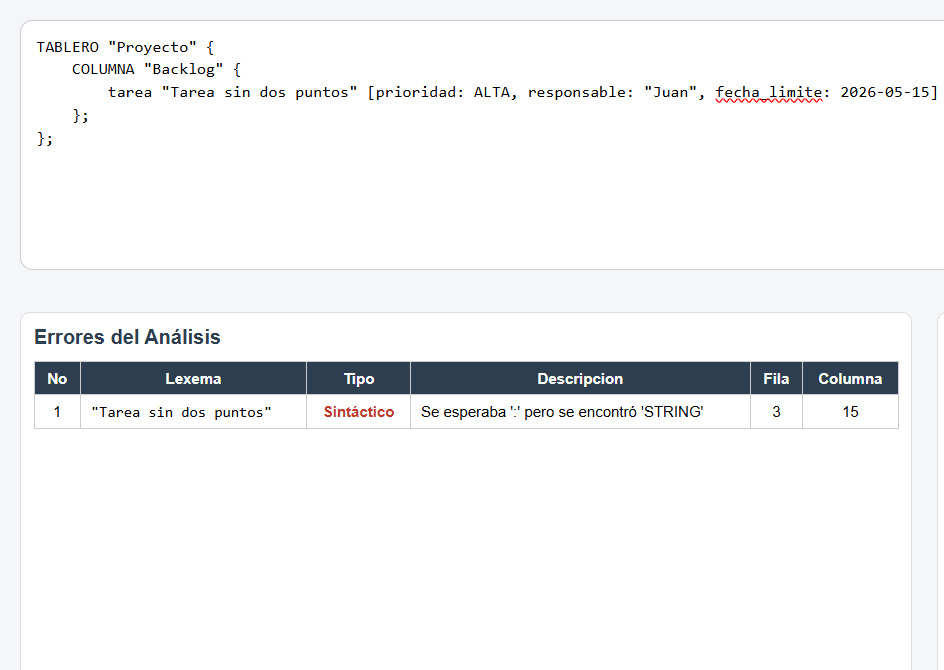 TABLERO "Proyecto" {
COLUMNA "Backlog" {
tarea "Tarea sin dos puntos" [prioridad: ALTA, responsable: "Juan", fecha_limite: 2026-05-15]
};
};
Errores del Análisis
No Lexema Tipo Descripcion Fila Columna
1 "Tarea sin dos puntos" Sintáctico Se esperaba ':' pero se encontró 'STRING' 3 15